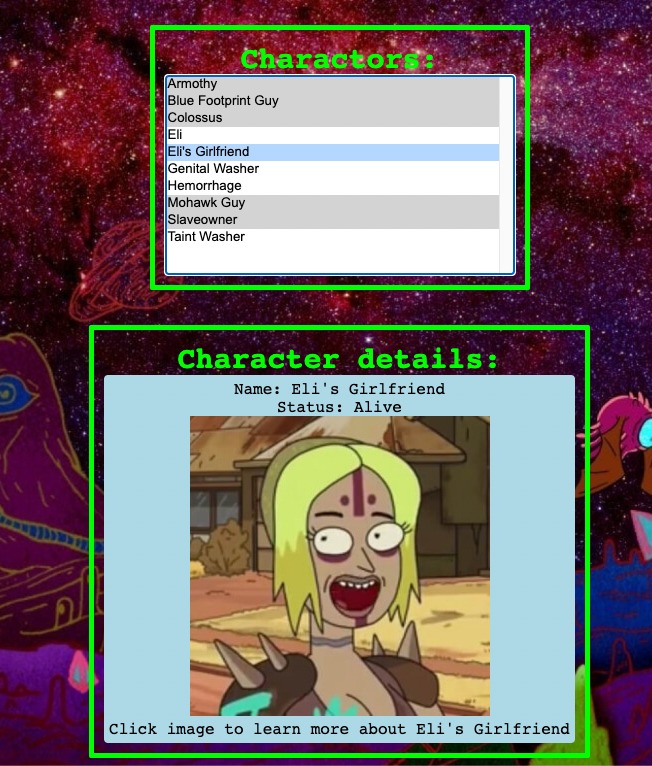 Charactors:
Armothy
Blue Footprint Guy
Colossus
Eli
Eli's Girlfriend
Genital Washer
Hemorrhage
Mohawk Guy
Slaveowner
Taint Washer
Character details:
Name: Eli's Girlfriend
Status: Alive
Click image to learn more about Eli's Girlfriend